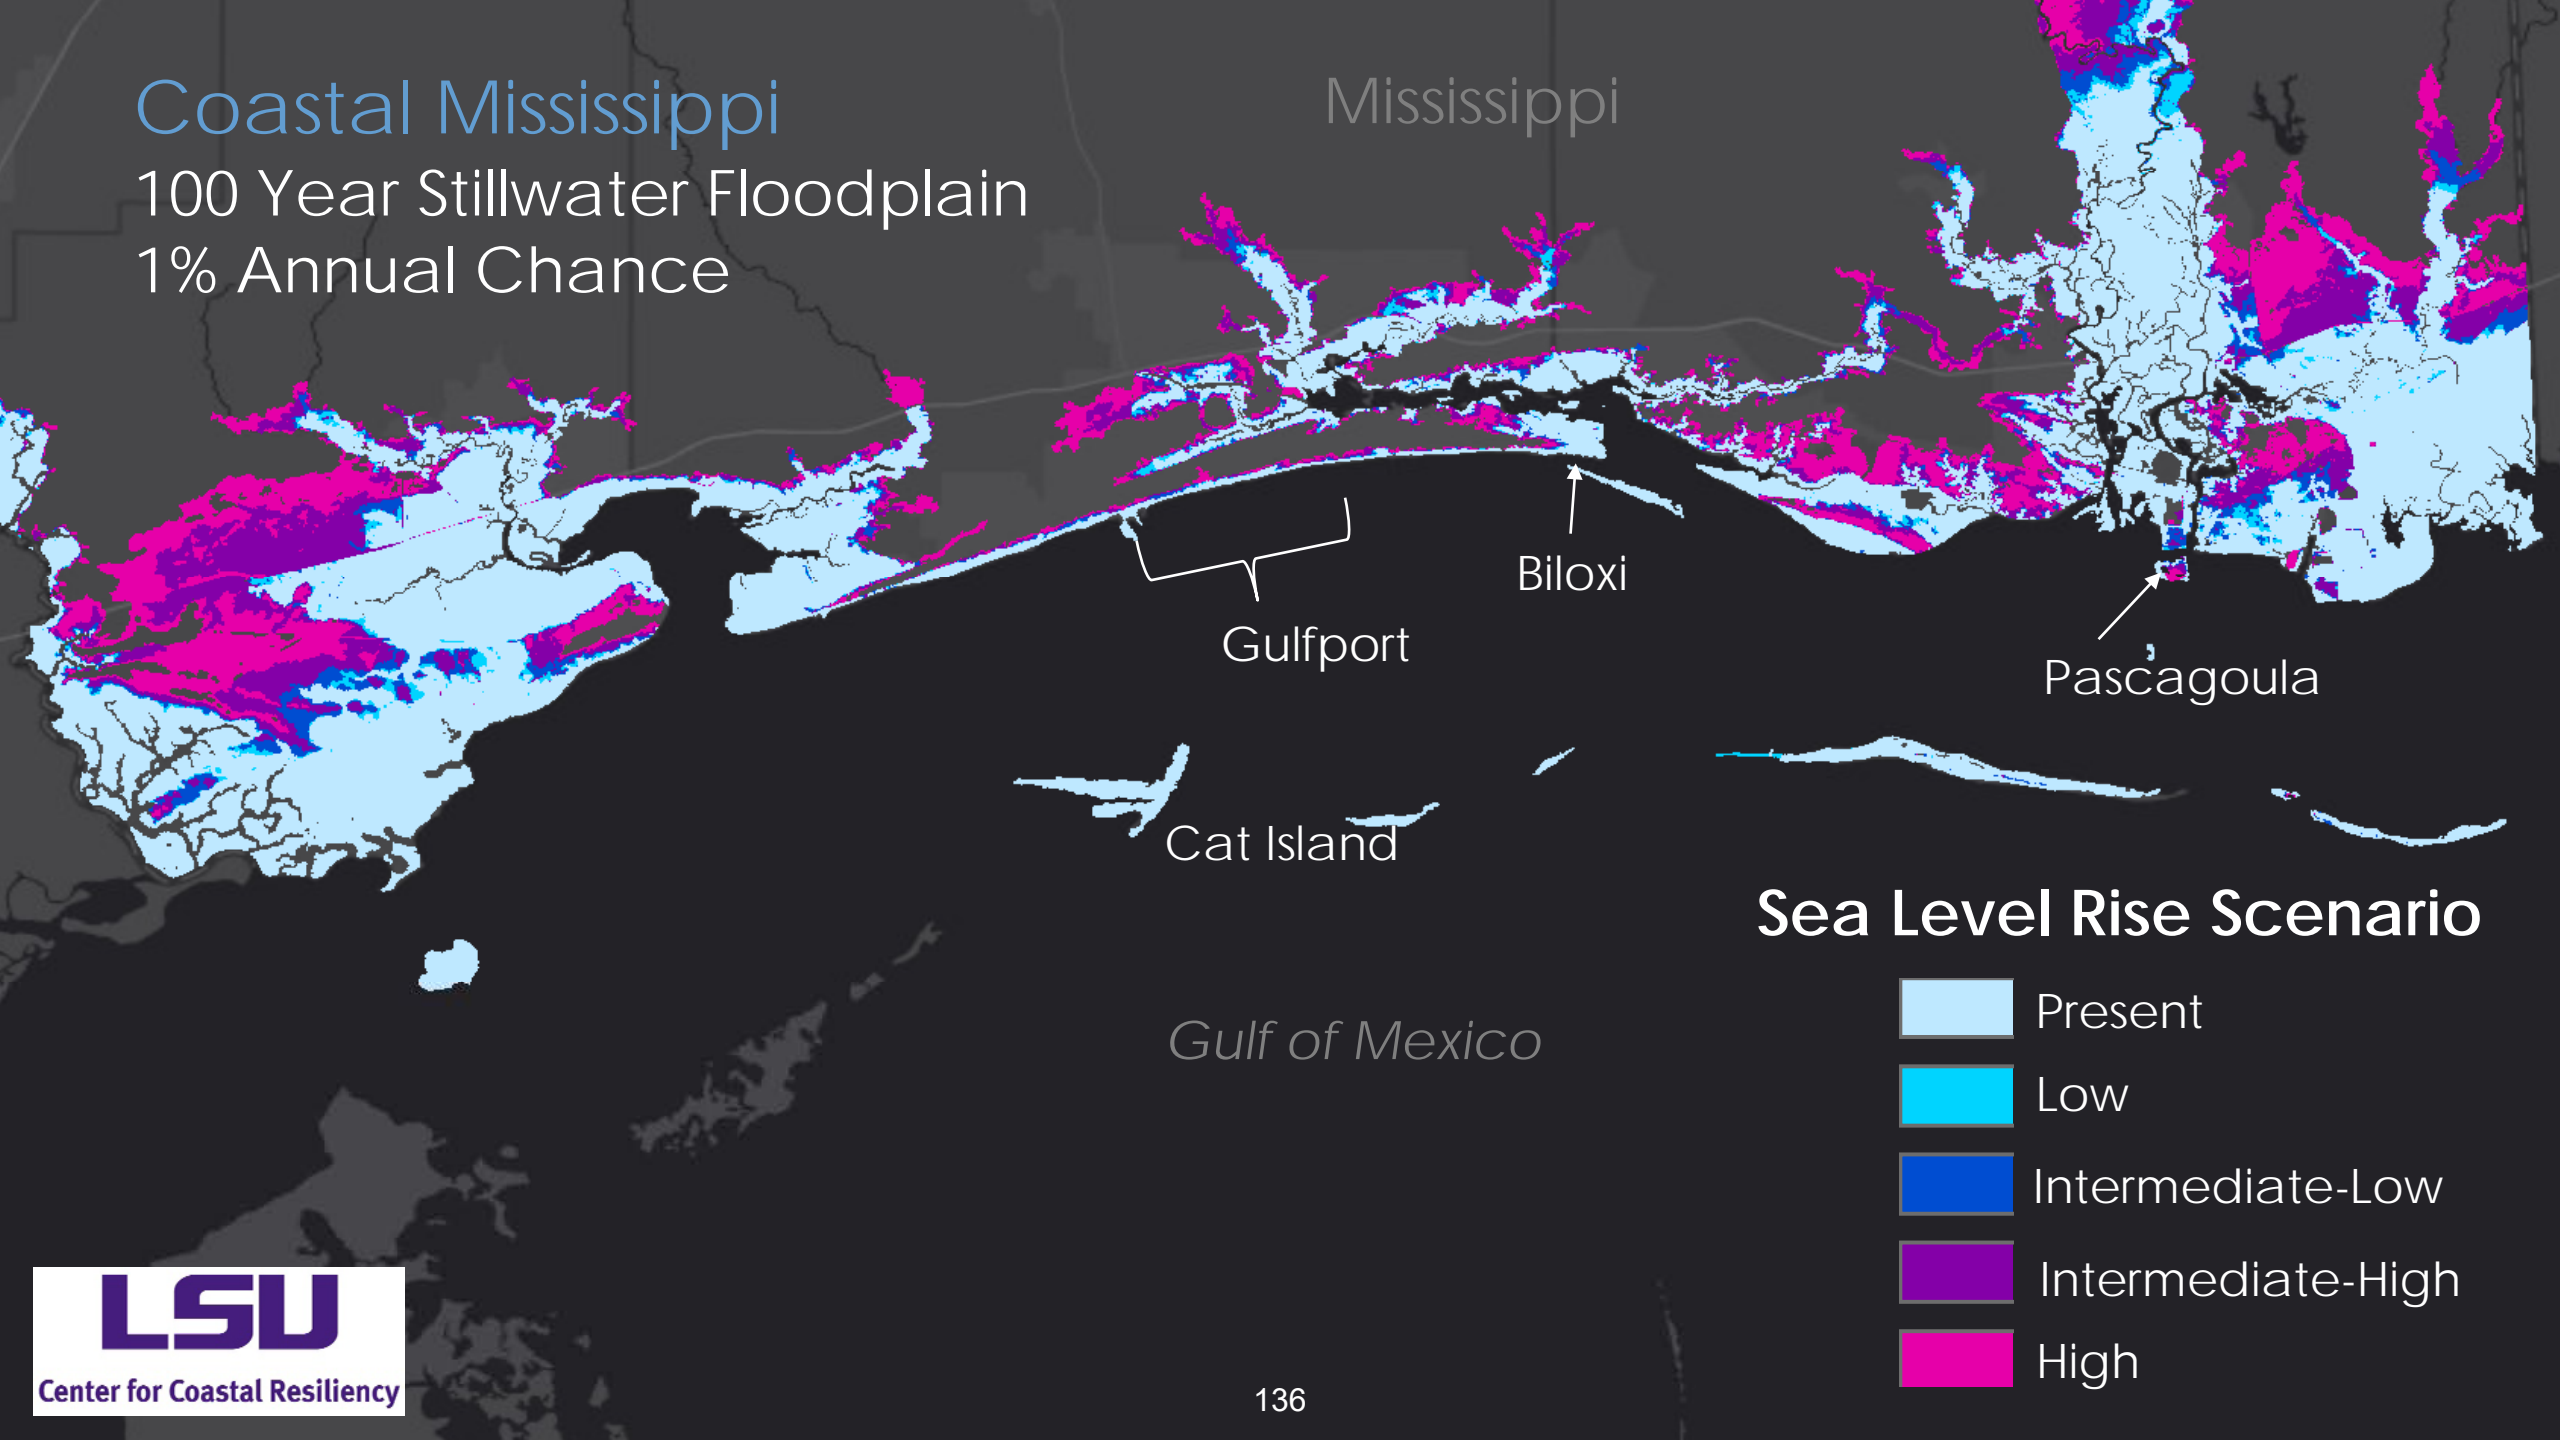 Coastal Mississippi
100 Year Stillwater Floodplain
1% Annual Chance
Mississippi
Biloxi
Gulfport
Pascagoula
Cat Island
Gulf of Mexico
Sea Level Rise Scenario
Present
Low
Intermediate-Low
Intermediate-High
High
LSU
Center for Coastal Resiliency
136